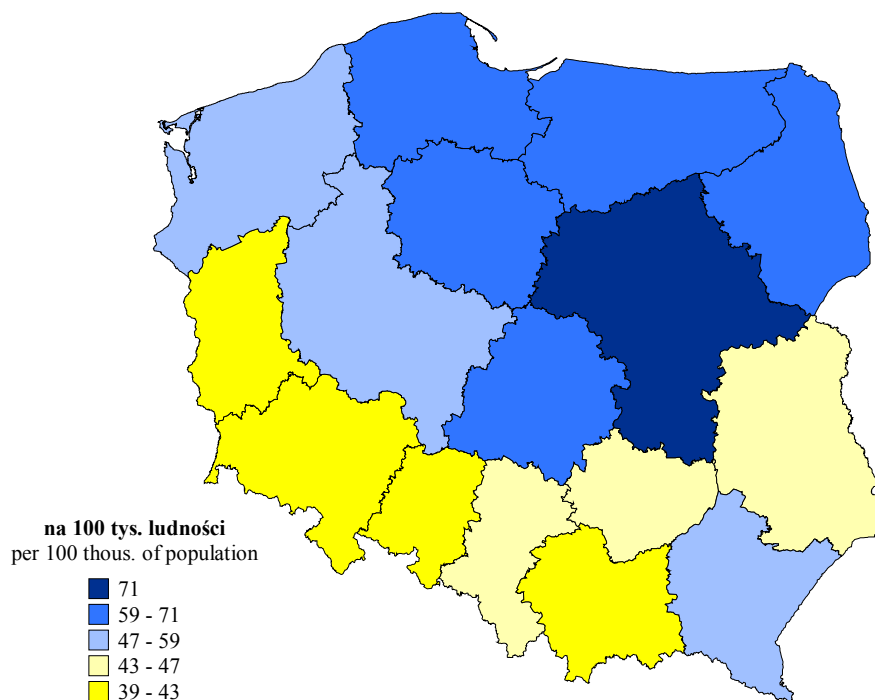 na 100 tys. ludności
per 100 thous. of population
71
59 - 71
47 - 59
43 - 47
39 - 43